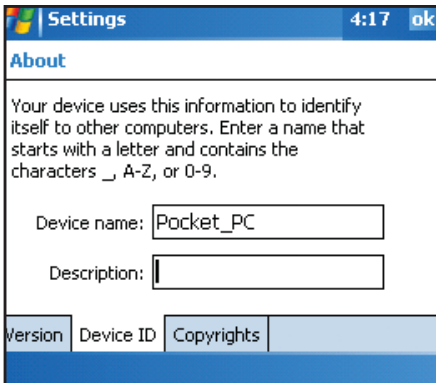 Settings 4:17 ok
About
Your device uses this information to identify
itself to other computers. Enter a name that
starts with a letter and contains the
characters _, A-Z, or 0-9.
Device name: Pocket_PC
Description:
Version Device ID Copyrights